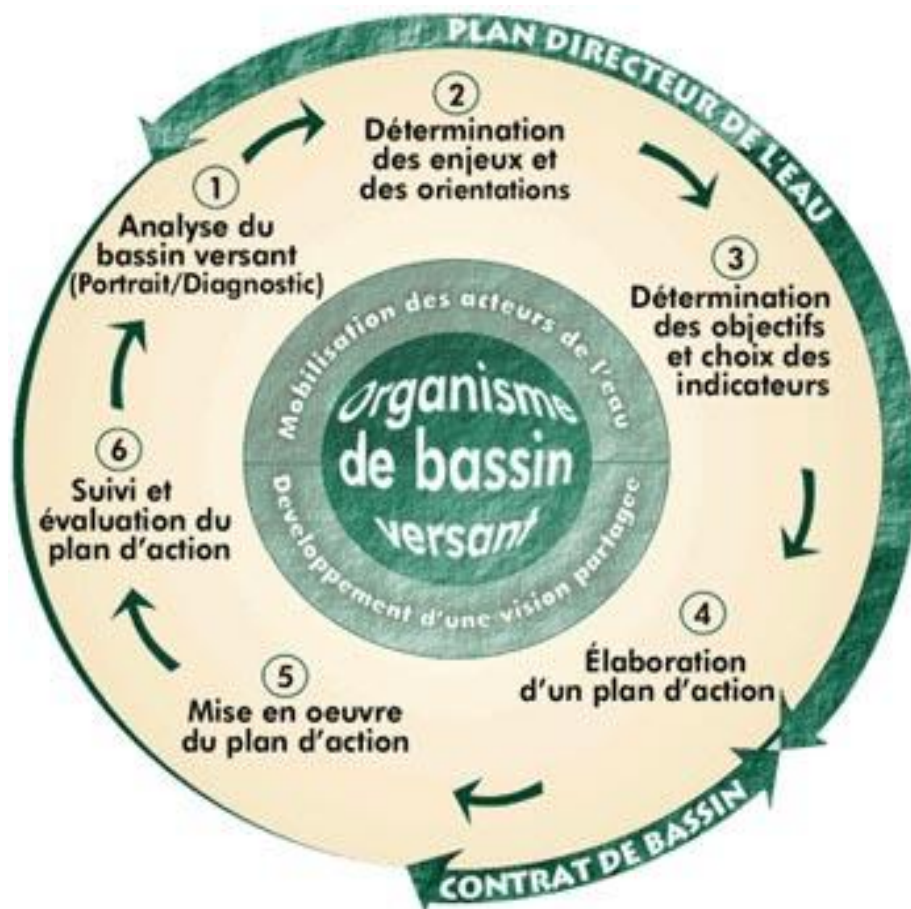 PLAN DIRECTEUR DE L'EAU
1
Analyse du
bassin versant
(Portrait/Diagnostic)
2
Détermination
des enjeux et
des orientations
3
Détermination
des objectifs
et choix des
indicateurs
4
Élaboration
d'un plan d'action
5
Mise en oeuvre
du plan d'action
6
Suivi et
évaluation du
plan d'action
Mobilisation des acteurs de l'eau
Organisme
de bassin
versant
Developpement d'une vision partagee
CONTRAT DE BASSIN